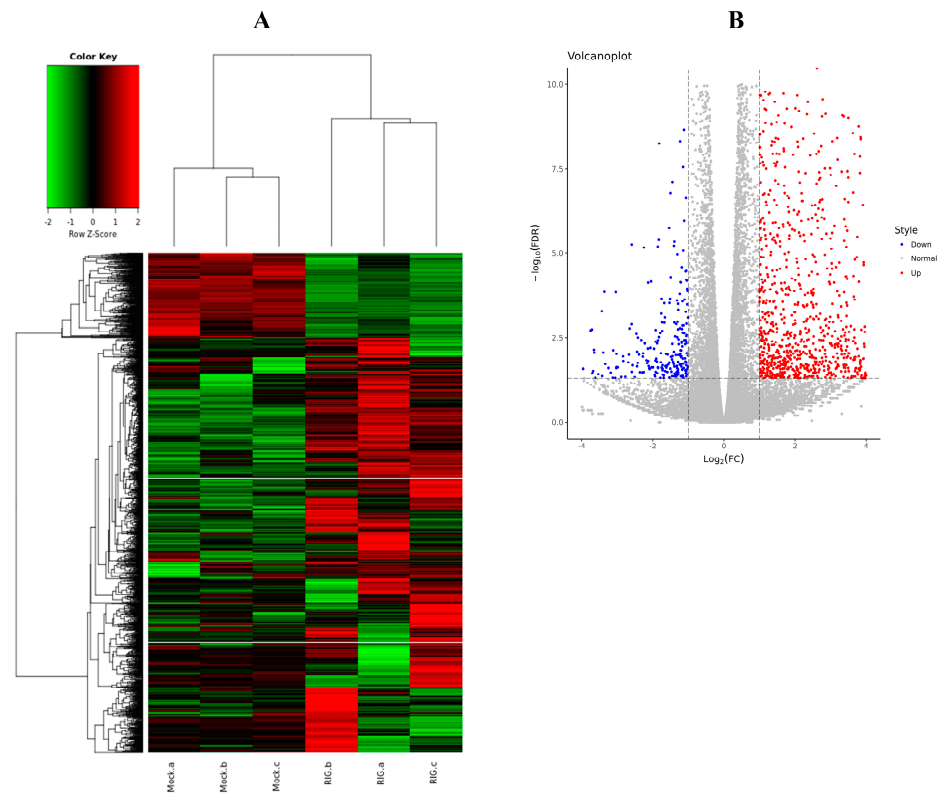 A
B
Color Key
-2 -1 0 1 2
Row Z-Score
Mock.a
Mock.b
Mock.c
RIG.b
RIG.a
RIG.c
Volcanoplot
10.0
7.5
5.0
2.5
0.0
− log10(FDR)
-4 -2 0 2 4
Log2(FC)
Style
Down
Normal
Up